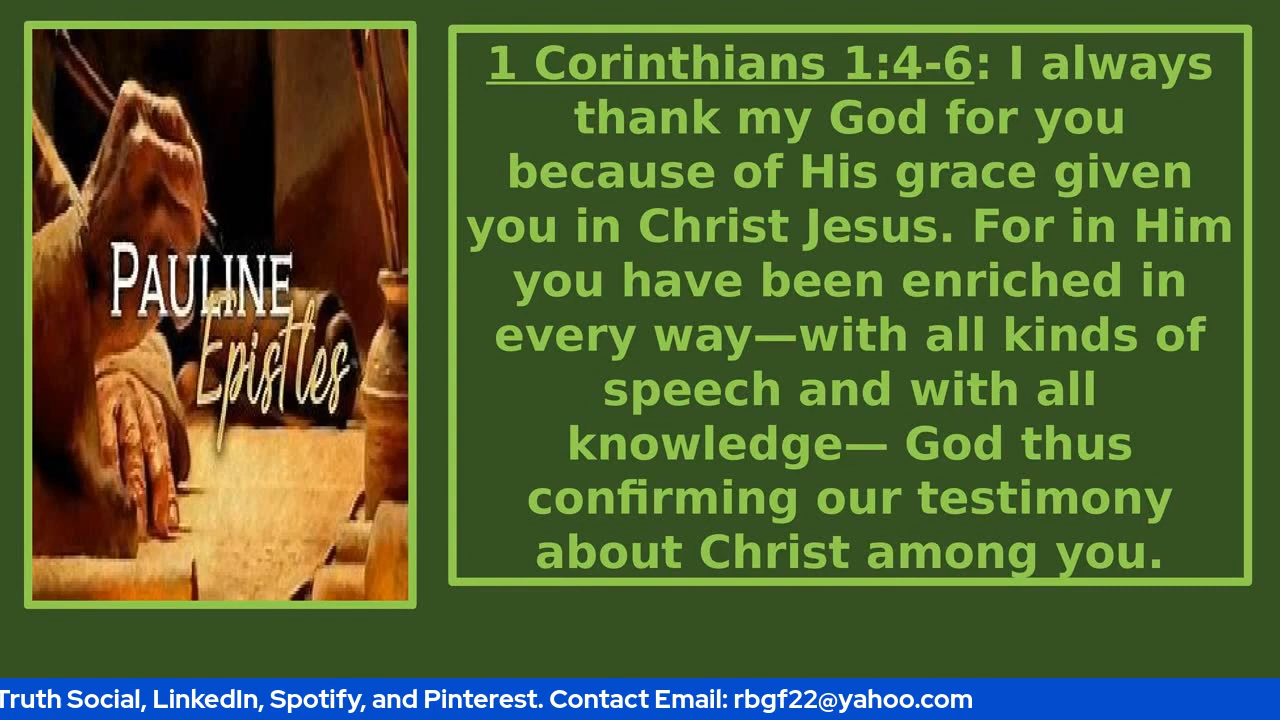 PAULINE
Epistles
1 Corinthians 1:4-6: I always
thank my God for you
because of His grace given
you in Christ Jesus. For in Him
you have been enriched in
every way—with all kinds of
speech and with all
knowledge— God thus
confirming our testimony
about Christ among you.
Truth Social, LinkedIn, Spotify, and Pinterest. Contact Email: rbgf22@yahoo.com